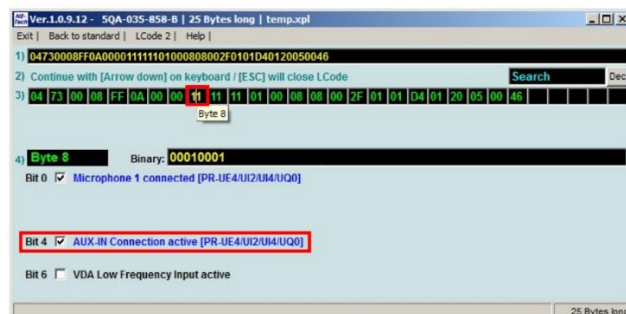 Ver.1.0.9.12 - 5QA-035-858-B | 25 Bytes long | temp.xpl
Exit | Back to standard | LCode 2 | Help |
1) 04730008FF0A000011111101000808002F0101D40120050046
2) Continue with [Arrow down] on keyboard / [ESC] will close LCode Search Dec
3) 04 73 00 08 FF 0A 00 00 11 11 11 01 00 08 08 00 2F 01 01 D4 01 20 05 00 46
Byte 8
4) Byte 8 Binary: 00010001
Bit 0 Microphone 1 connected [PR-UE4/UI2/UI4/UQ0]
Bit 4 AUX-IN Connection active [PR-UE4/UI2/UI4/UQ0]
Bit 6 VDA Low Frequency Input active
25 Bytes long